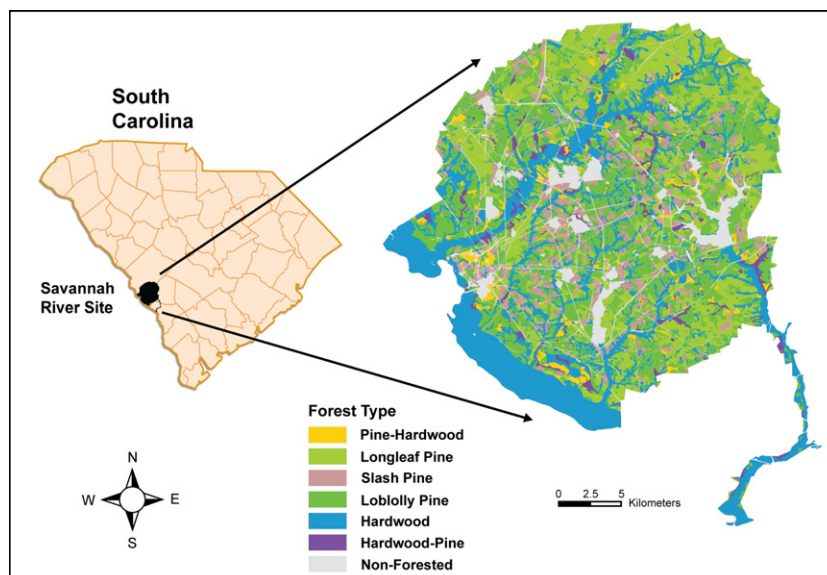 South
Carolina
Savannah
River Site
N
W
E
S
Forest Type
Pine-Hardwood
Longleaf Pine
Slash Pine
Loblolly Pine
Hardwood
Hardwood-Pine
Non-Forested
0 2.5 5
Kilometers